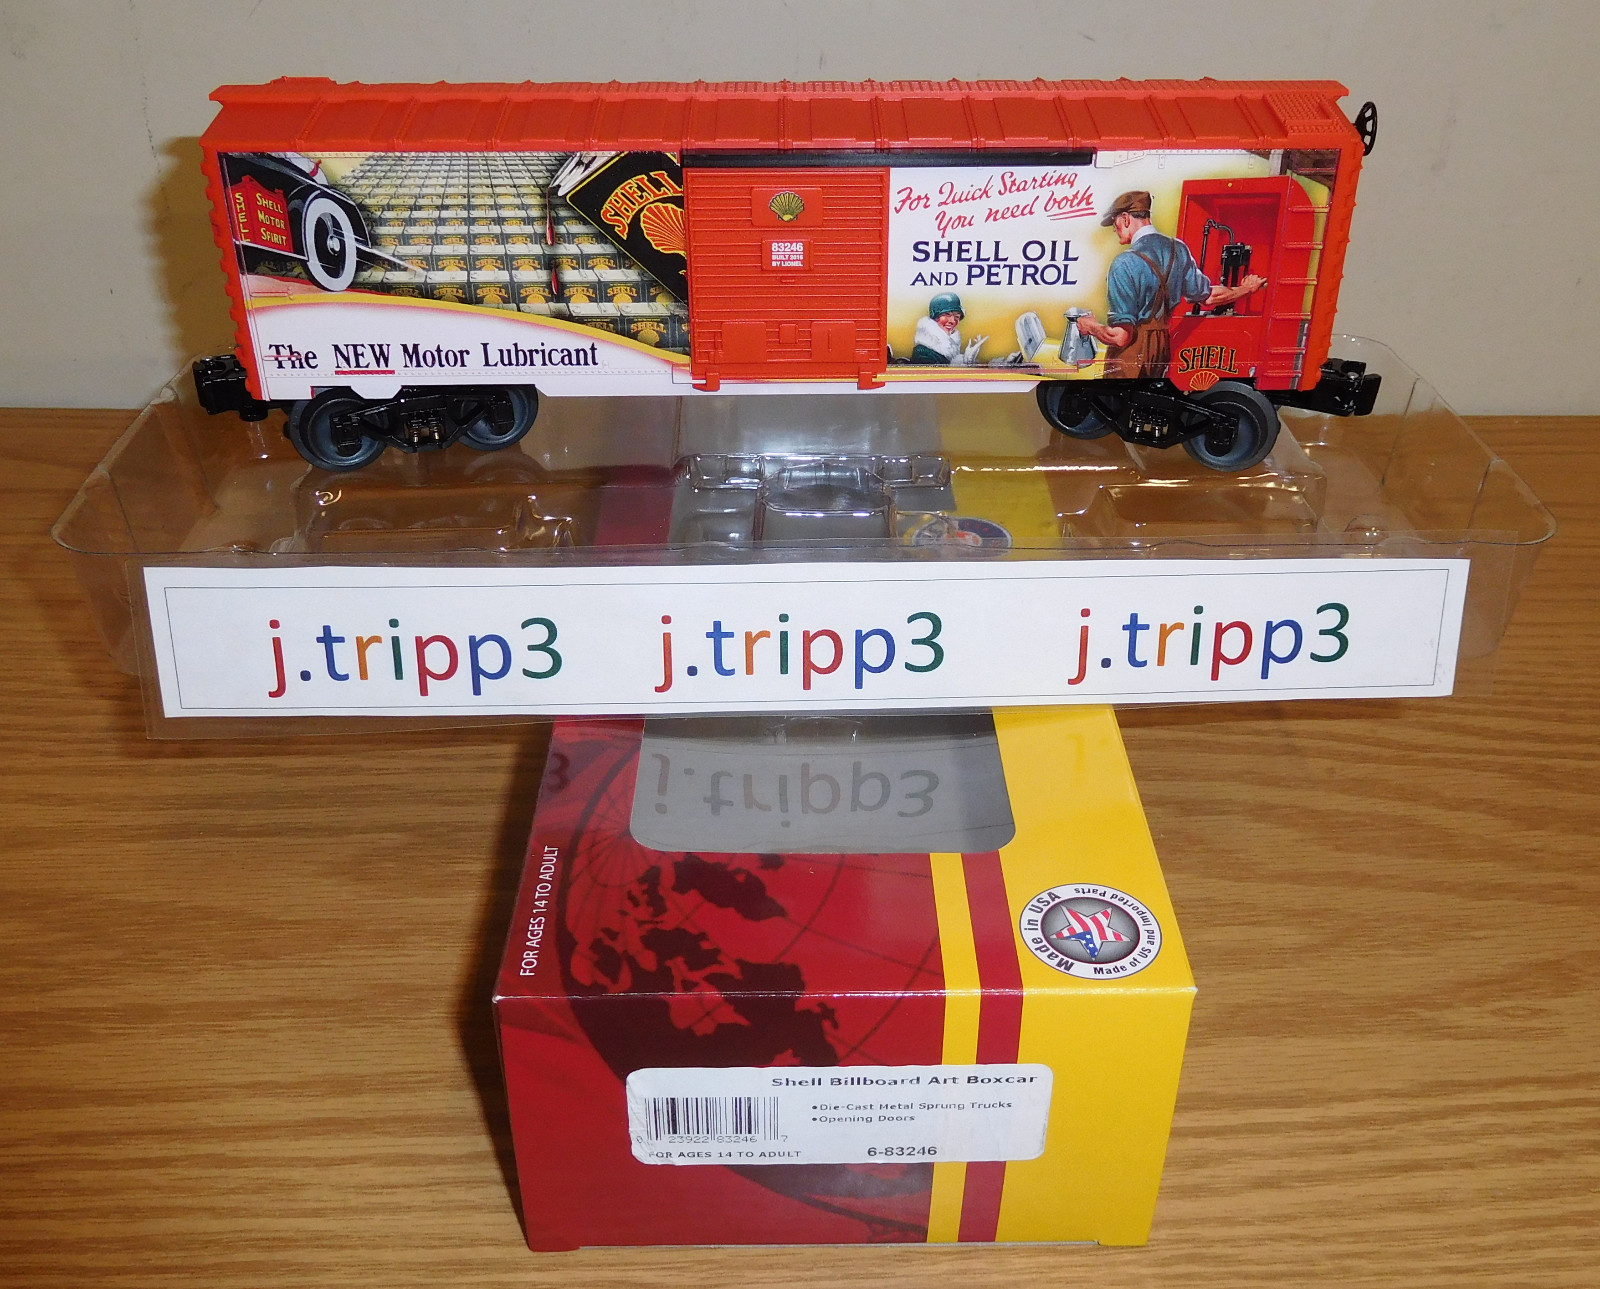 SHELL
SHELL
MOTOR
SPIRIT
SHELL
The NEW Motor Lubricant
83246
BUILT 2016
BY LIONEL
For Quick Starting
You need both
SHELL OIL
AND PETROL
SHELL
j.tripp3 j.tripp3 j.tripp3
j.tripp3
FOR AGES 14 TO ADULT
Made in USA
Made of US and Imported Parts
Shell Billboard Art Boxcar
•Die-Cast Metal Sprung Trucks
•Opening Doors
0 23922 83246 7
FOR AGES 14 TO ADULT 6-83246